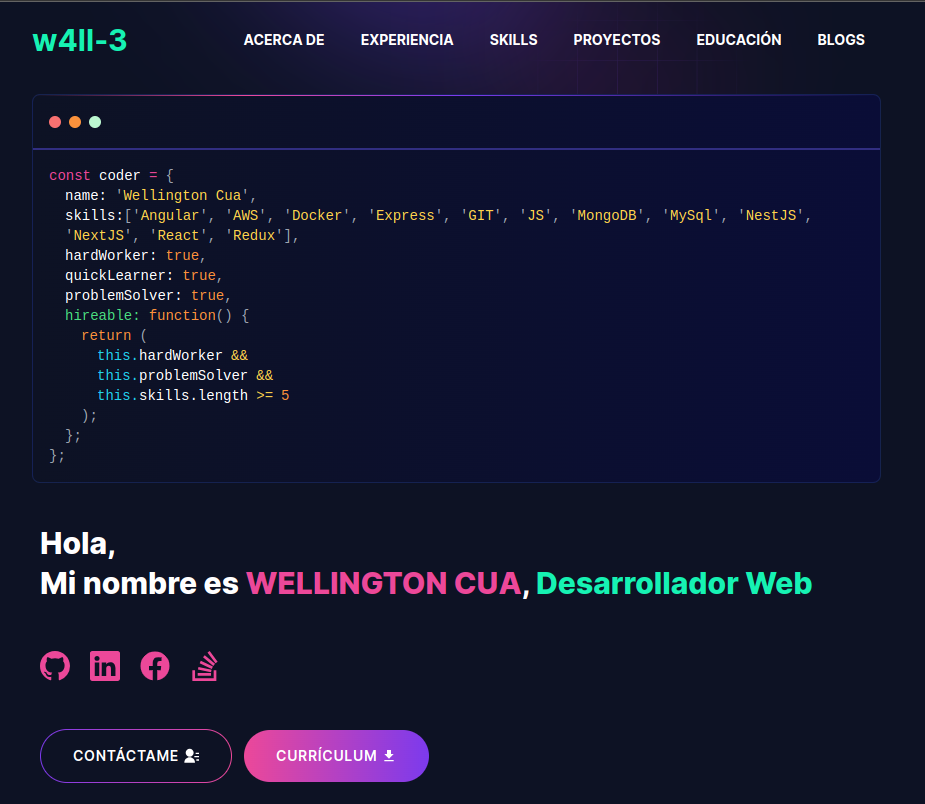 w4ll-3 ACERCA DE EXPERIENCIA SKILLS PROYECTOS EDUCACIÓN BLOGS
const coder = {
name: 'Wellington Cua',
skills:['Angular', 'AWS', 'Docker', 'Express', 'GIT', 'JS', 'MongoDB', 'MySql', 'NestJS',
'NextJS', 'React', 'Redux'],
hardWorker: true,
quickLearner: true,
problemSolver: true,
hireable: function() {
return (
this.hardWorker &&
this.problemSolver &&
this.skills.length >= 5
);
};
};
Hola,
Mi nombre es WELLINGTON CUA, Desarrollador Web
in
CONTÁCTAME CURRÍCULUM